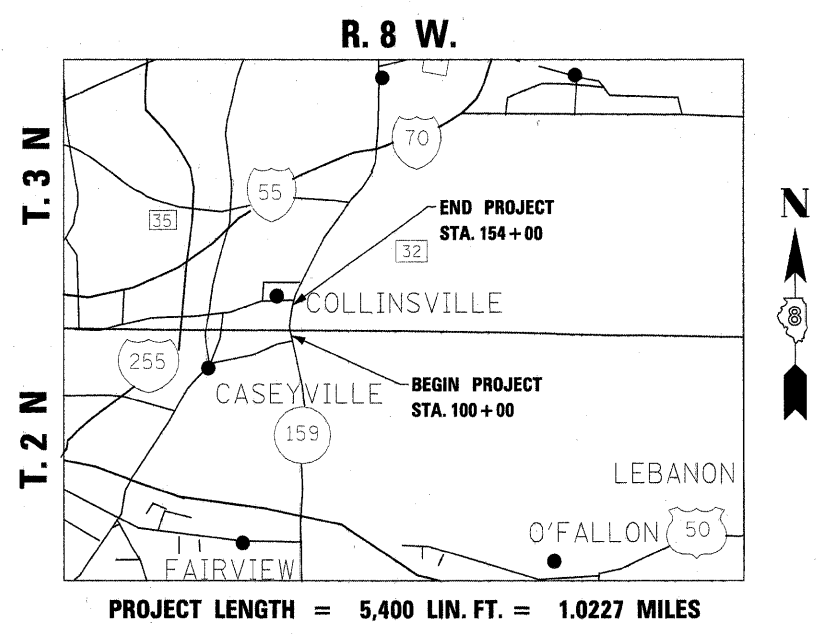 R. 8 W.
T. 3 N
70
55
END PROJECT
STA. 154+00
N
35
32
COLLINSVILLE
8
255
BEGIN PROJECT
STA. 100+00
CASEYVILLE
T. 2 N
159
LEBANON
O'FALLON
50
FAIRVIEW
PROJECT LENGTH = 5,400 LIN. FT. = 1.0227 MILES